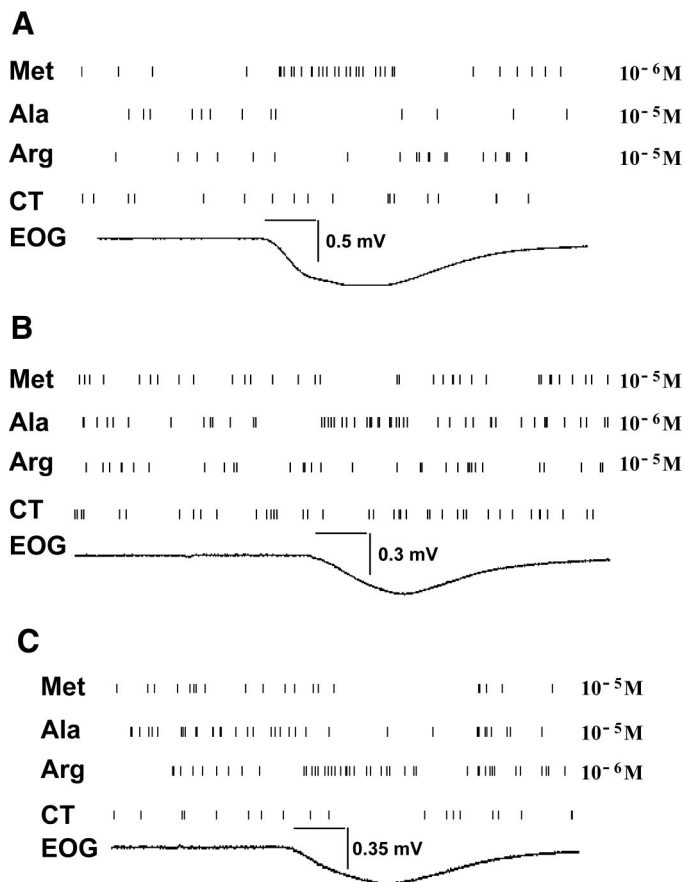 A
Met 10⁻⁶M
Ala 10⁻⁵M
Arg 10⁻⁵M
CT
EOG 0.5 mV
B
Met 10⁻⁵M
Ala 10⁻⁶M
Arg 10⁻⁵M
CT
EOG 0.3 mV
C
Met 10⁻⁵M
Ala 10⁻⁵M
Arg 10⁻⁶M
CT
EOG 0.35 mV